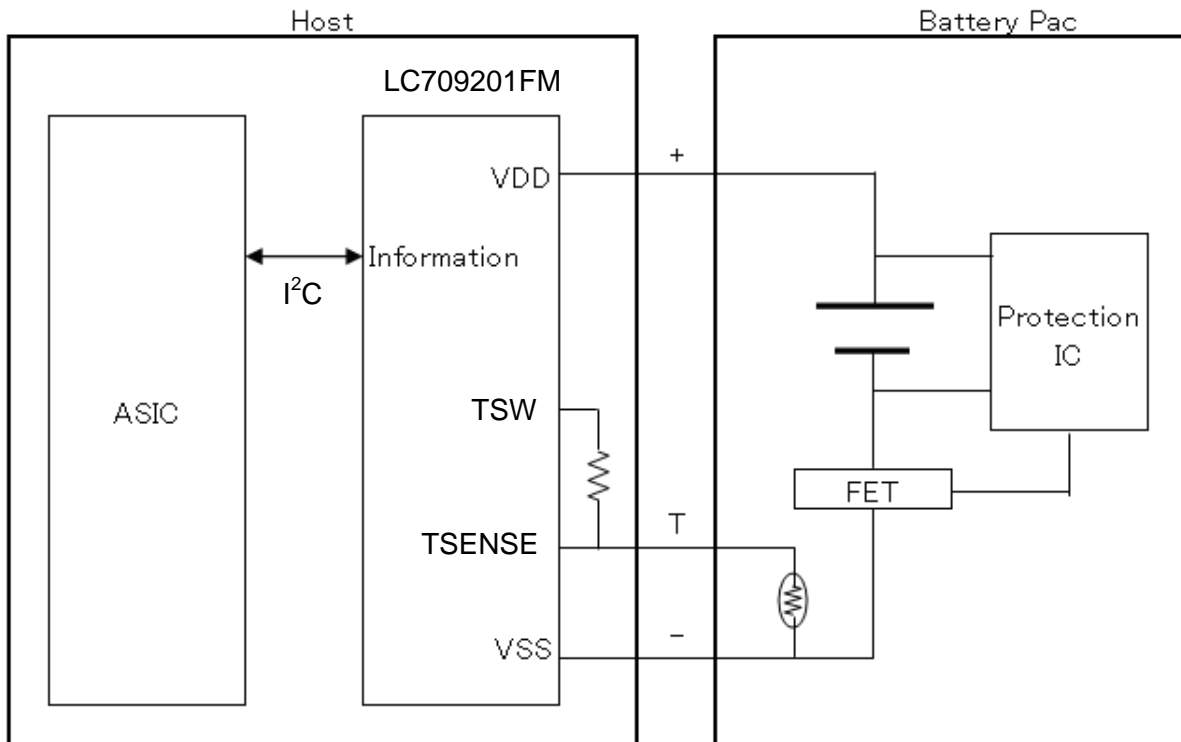 Host
Battery Pac
LC709201FM
VDD
+
Information
I²C
Protection
IC
ASIC
TSW
FET
TSENSE
T
VSS
−